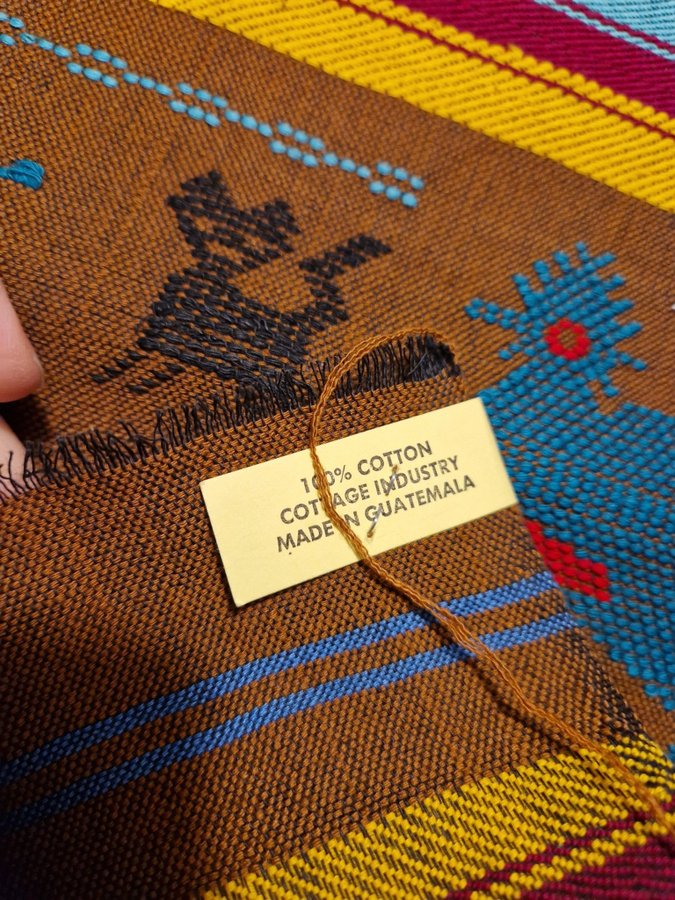 100% COTTON
COTTAGE INDUSTRY
MADE IN GUATEMALA